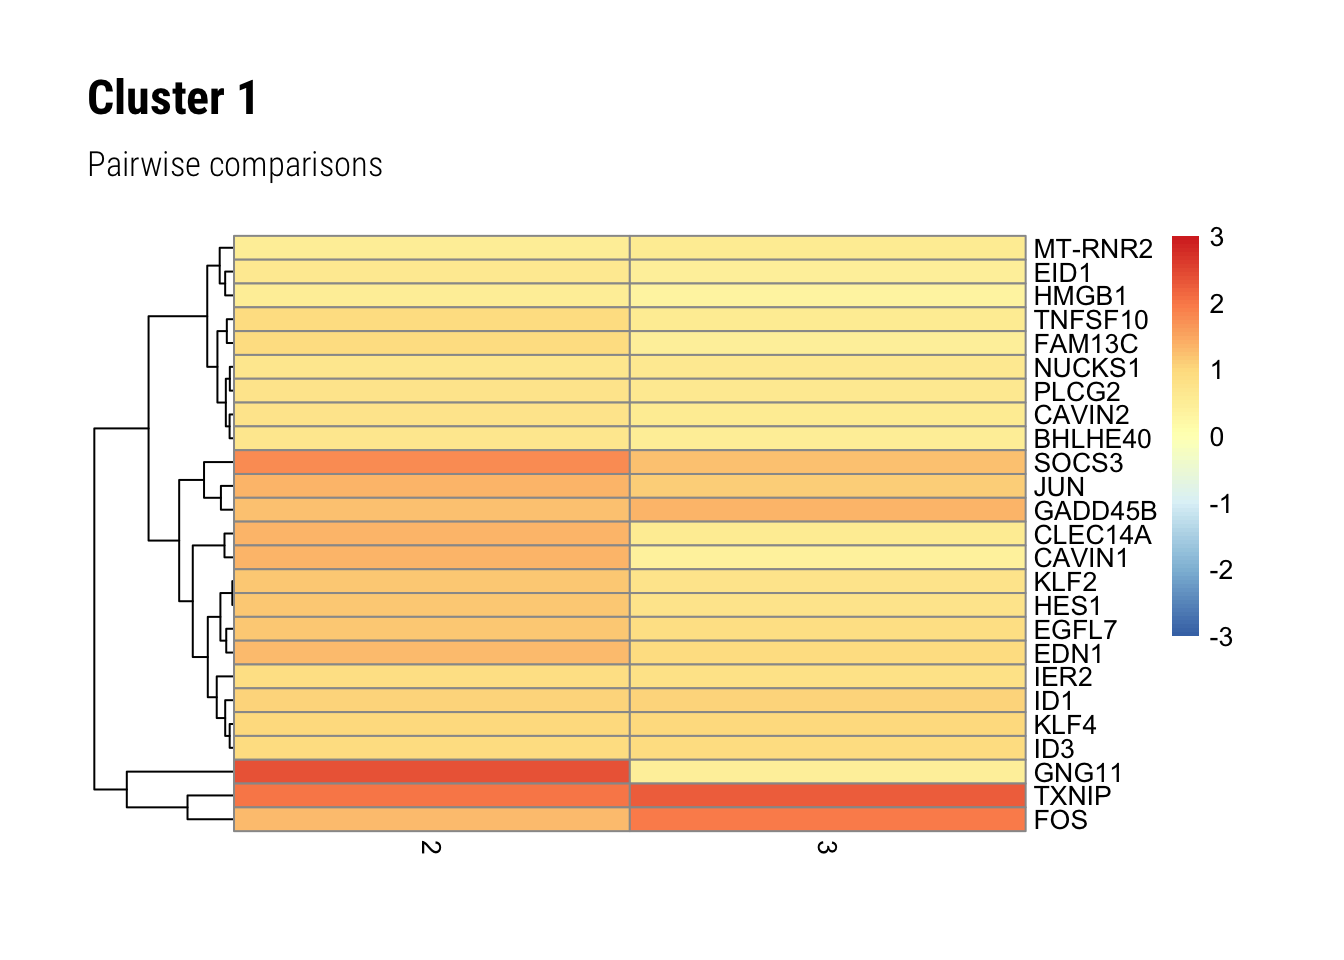 Cluster 1
Pairwise comparisons
MT-RNR2
EID1
HMGB1
TNFSF10
FAM13C
NUCKS1
PLCG2
CAVIN2
BHLHE40
SOCS3
JUN
GADD45B
CLEC14A
CAVIN1
KLF2
HES1
EGFL7
EDN1
IER2
ID1
KLF4
ID3
GNG11
TXNIP
FOS
3
2
1
0
-1
-2
-3
2
3